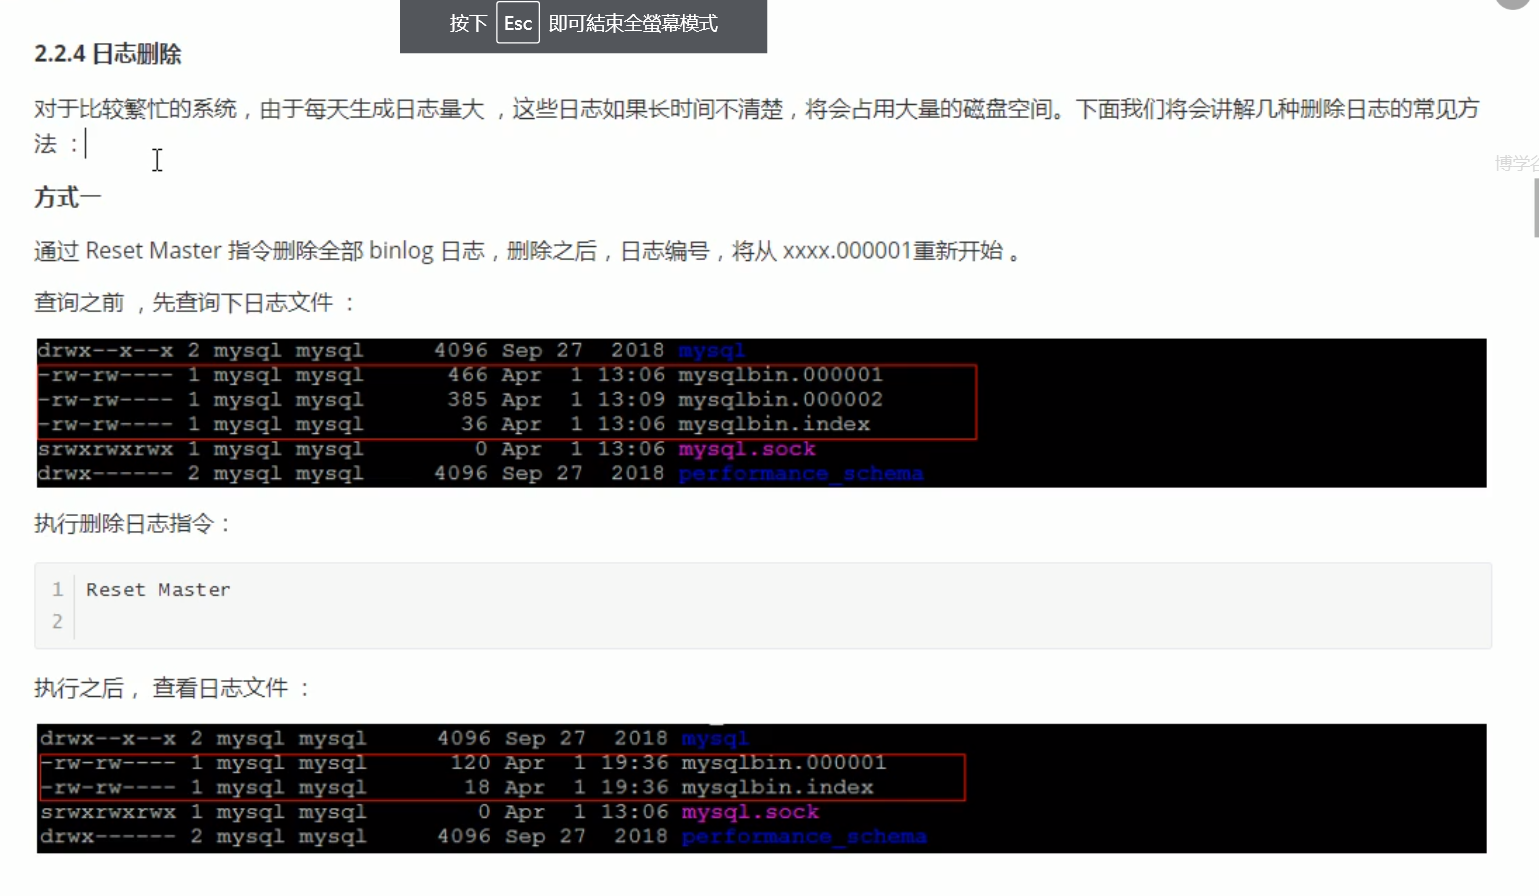 按下 Esc 即可結束全螢幕模式
2.2.4 日志删除
对于比较繁忙的系统，由于每天生成日志量大 ，这些日志如果长时间不清楚，将会占用大量的磁盘空间。下面我们将会讲解几种删除日志的常见方
法 ：
博学谷
方式一
通过 Reset Master 指令删除全部 binlog 日志，删除之后，日志编号，将从 xxxx.000001重新开始 。
查询之前 ，先查询下日志文件 ：
drwx--x--x 2 mysql mysql     4096 Sep 27  2018 mysql
-rw-rw---- 1 mysql mysql      466 Apr  1 13:06 mysqlbin.000001
-rw-rw---- 1 mysql mysql      385 Apr  1 13:09 mysqlbin.000002
-rw-rw---- 1 mysql mysql       36 Apr  1 13:06 mysqlbin.index
srwxrwxrwx 1 mysql mysql        0 Apr  1 13:06 mysql.sock
drwx------ 2 mysql mysql     4096 Sep 27  2018 performance_schema
执行删除日志指令：
1 Reset Master
2
执行之后， 查看日志文件 ：
drwx--x--x 2 mysql mysql     4096 Sep 27  2018 mysql
-rw-rw---- 1 mysql mysql      120 Apr  1 19:36 mysqlbin.000001
-rw-rw---- 1 mysql mysql       18 Apr  1 19:36 mysqlbin.index
srwxrwxrwx 1 mysql mysql        0 Apr  1 13:06 mysql.sock
drwx------ 2 mysql mysql     4096 Sep 27  2018 performance_schema